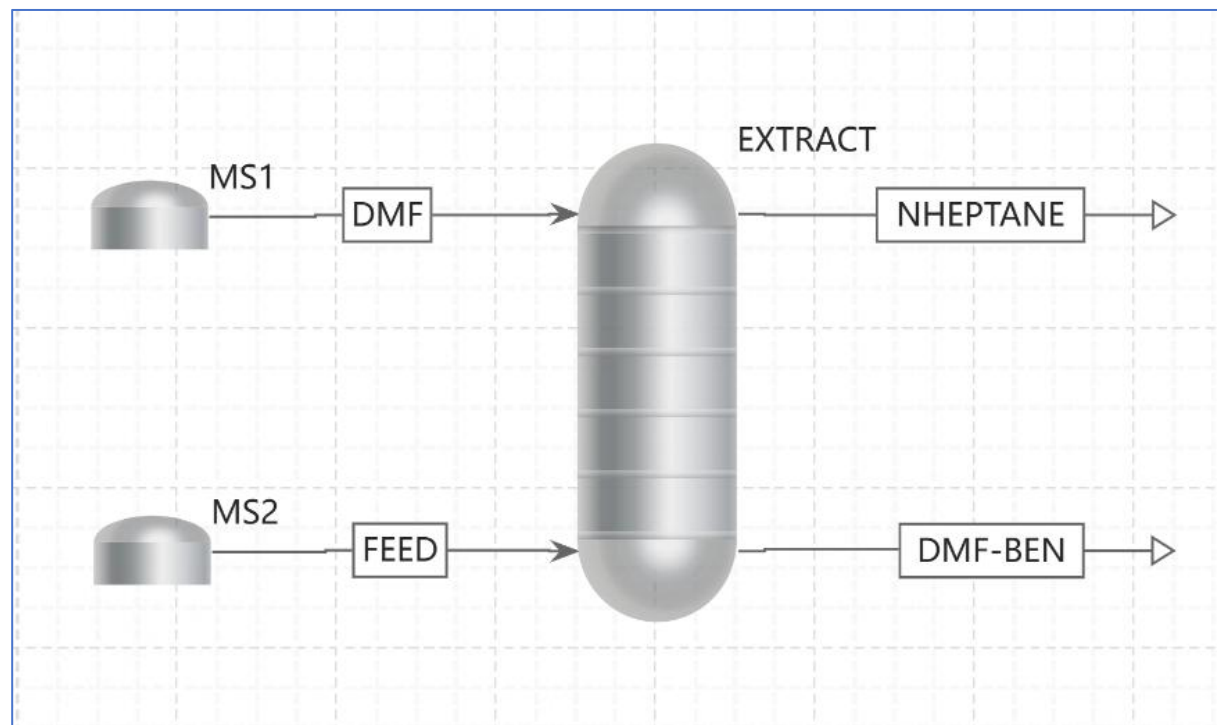 EXTRACT
MS1
DMF
NHEPTANE
MS2
FEED
DMF-BEN